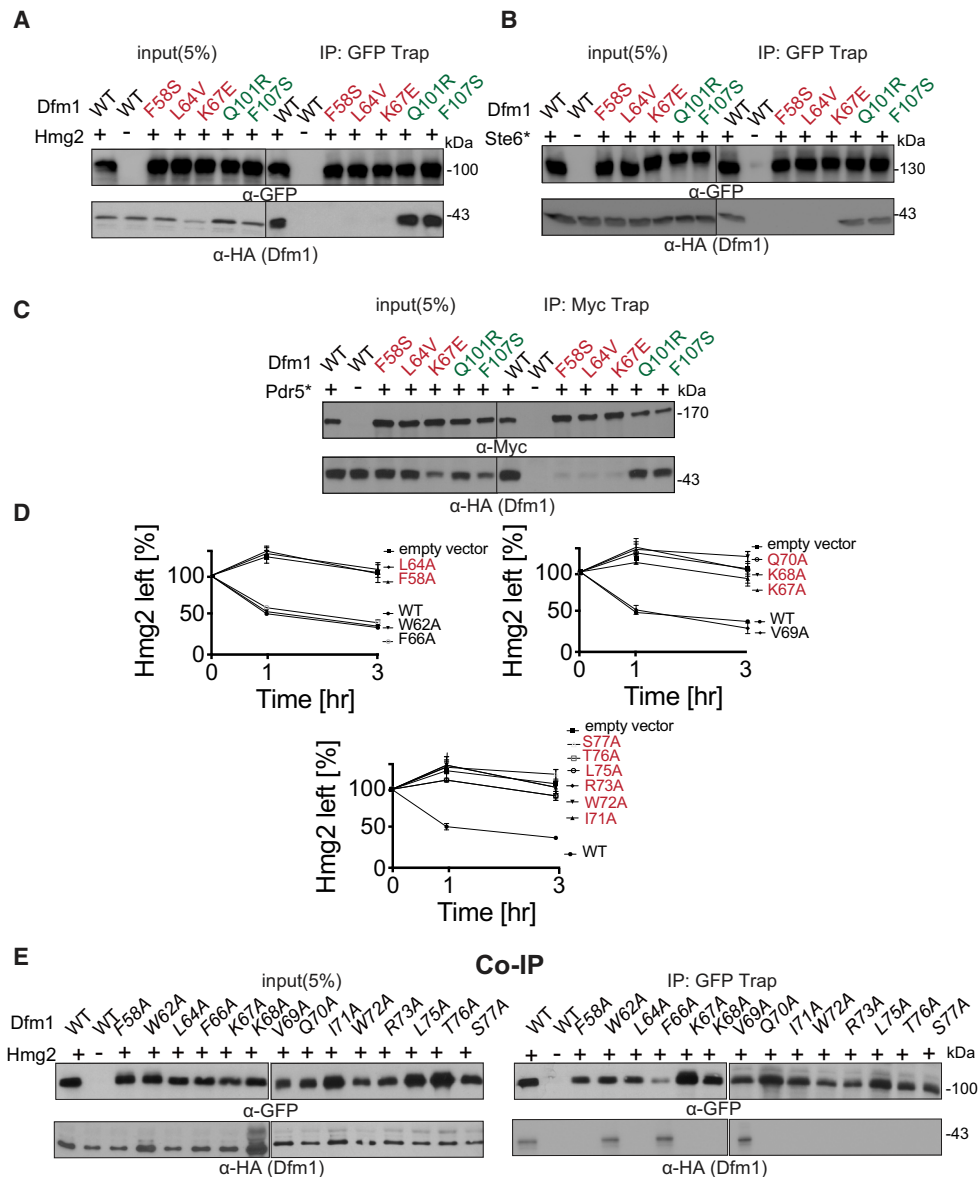 A
input(5%) IP: GFP Trap
Dfm1 WT WT F58S L64V K67E Q101R F107S WT WT F58S L64V K67E Q101R F107S
Hmg2 + - + + + + + + - + + + + + kDa
-100
α-GFP
-43
α-HA (Dfm1)
B
input(5%) IP: GFP Trap
Dfm1 WT WT F58S L64V K67E Q101R F107S WT WT F58S L64V K67E Q101R F107S
Ste6* + - + + + + + + - + + + + + kDa
-130
α-GFP
-43
α-HA (Dfm1)
C
input(5%) IP: Myc Trap
Dfm1 WT WT F58S L64V K67E Q101R F107S WT WT F58S L64V K67E Q101R F107S
Pdr5* + - + + + + + + - + + + + + kDa
-170
α-Myc
-43
α-HA (Dfm1)
D
Hmg2 left [%]
100
50
0
0 1 3
Time [hr]
empty vector
L64A
F58A
WT
W62A
F66A
Hmg2 left [%]
100
50
0
0 1 3
Time [hr]
empty vector
Q70A
K68A
K67A
WT
V69A
Hmg2 left [%]
100
50
0
0 1 3
Time [hr]
empty vector
S77A
T76A
L75A
R73A
W72A
I71A
WT
E
Co-IP
input(5%) IP: GFP Trap
Dfm1 WT WT F58A W62A L64A F66A K67A K68A V69A Q70A I71A W72A R73A L75A T76A S77A WT WT F58A W62A L64A F66A K67A K68A V69A Q70A I71A W72A R73A L75A T76A S77A
Hmg2 + - + + + + + + + + + + + + + + + - + + + + + + + + + + + + + + kDa
-100
α-GFP α-GFP
-43
α-HA (Dfm1) α-HA (Dfm1)